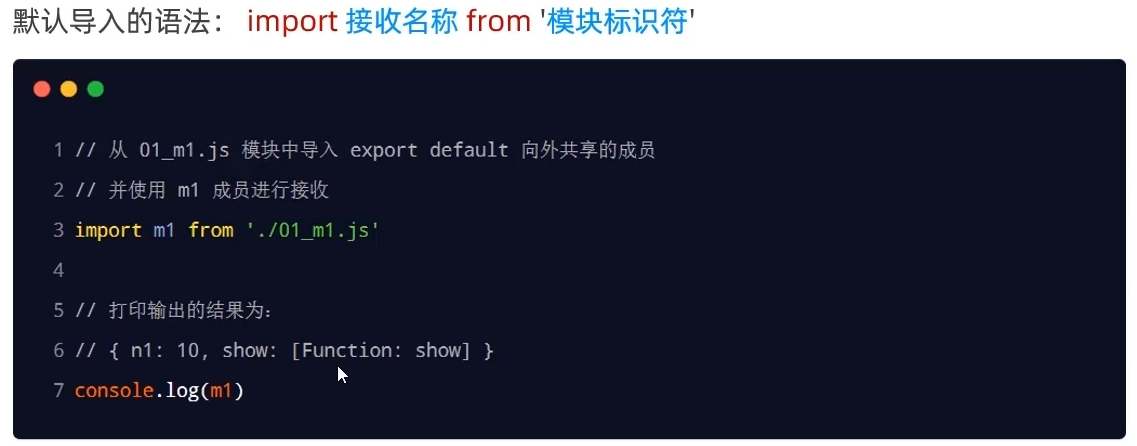 默认导入的语法： import 接收名称 from '模块标识符'
1 // 从 01_m1.js 模块中导入 export default 向外共享的成员
2 // 并使用 m1 成员进行接收
3 import m1 from './01_m1.js'
4
5 // 打印输出的结果为：
6 // { n1: 10, show: [Function: show] }
7 console.log(m1)